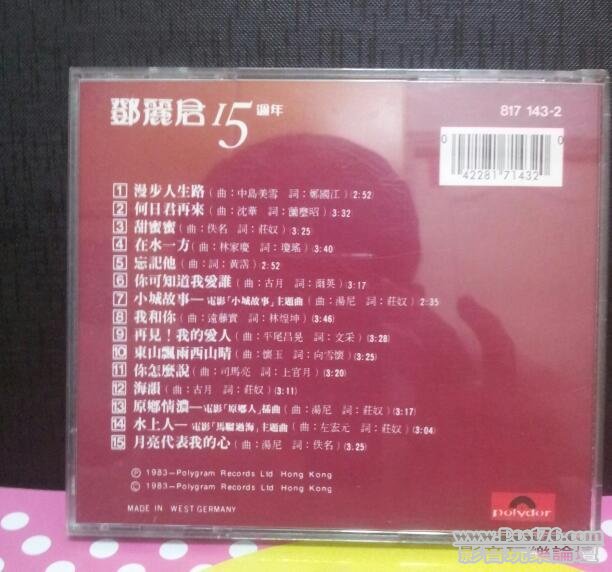 鄧麗君15週年
817 143-2
0 0
42281 71432
1 漫步人生路 (曲:中島美雪 詞:鄭國江) (2:52)
2 何日君再來 (曲:沈華 詞:蘭麼昭) 3:32
3 甜蜜蜜 (曲:佚名 詞:莊奴) 3:25
4 在水一方 (曲:林家慶 詞:瓊瑤) 3:40
5 忘記他 (曲:詞:黃霑) 2:52
6 你可知道我愛誰 (曲:古月 詞:爾英) 3:17
7 小城故事—電影「小城故事」主題曲 (曲:湯尼 詞:莊奴) 2:35
8 我和你 (曲:遠藤實 詞:林煌坤) (3:46)
9 再見!我的愛人 (曲:平尾昌晃 詞:文采) (3:28)
10 東山飄雨西山晴 (曲:懷玉 詞:向雪懷) (3:25)
11 你怎麼說 (曲:司馬亮 詞:上官月) (3:20)
12 海韻 (曲:古月 詞:莊奴) (3:11)
13 原鄉情濃—電影「原鄉人」插曲 (曲:湯尼 詞:莊奴) (3:17)
14 水上人—電影「馬騮過海」主題曲 (曲:左宏元 詞:莊奴) (3:04)
15 月亮代表我的心 (曲:湯尼 詞:佚名) (3.25)
Ⓟ 1983—Polygram Records Ltd Hong Kong
© 1983—Polygram Records Ltd Hong Kong
MADE IN WEST GERMANY
polydor
www.Post76.com
影音玩樂論壇